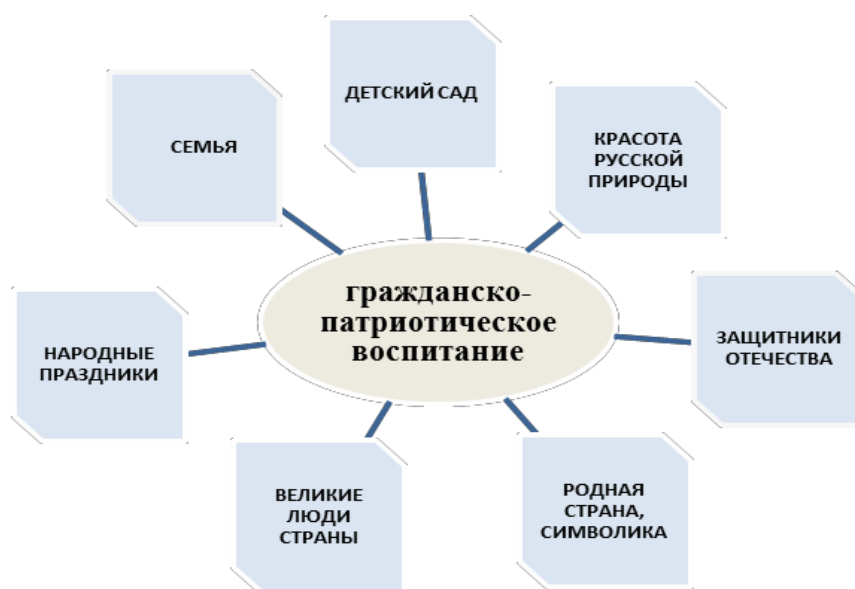 ДЕТСКИЙ САД
СЕМЬЯ
КРАСОТА
РУССКОЙ
ПРИРОДЫ
гражданско-
патриотическое
воспитание
НАРОДНЫЕ
ПРАЗДНИКИ
ЗАЩИТНИКИ
ОТЕЧЕСТВА
ВЕЛИКИЕ
ЛЮДИ
СТРАНЫ
РОДНАЯ
СТРАНА,
СИМВОЛИКА